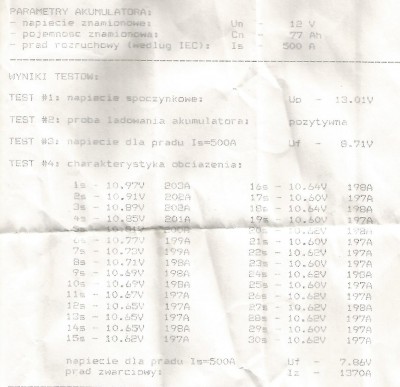 PARAMETRY AKUMULATORA:
- napiecie znamionowe: Un - 12 V
- pojemnosc znamionowa: Cn - 77 Ah
- prad rozruchowy (wedlug IEC): Is - 500 A
WYNIKI TESTOW:
TEST #1: napiecie spoczynkowe: Uo - 13.01V
TEST #2: proba ladowania akumulatora: pozytywna
TEST #3: napiecie dla pradu Is=500A Uf - 8.71V
TEST #4: charakterystyka obciazenia:
1s - 10.97V 16s - 10.64V 198A
2s - 10.91V 202A 17s - 10.60V 197A
3s - 10.89V 202A 18s - 10.64V 198A
4s - 10.85V 201A 19s - 10.60V 197A
20s - 10.62V 198A
6s - 10.77V 199A 21s - 10.60V 197A
7s - 10.73V 199A 22s - 10.60V 197A
8s - 10.71V 198A 23s - 10.60V 198A
9s - 10.69V 198A 24s - 10.62V 198A
10s - 10.69V 198A 25s - 10.60V 197A
11s - 10.67V 197A 26s - 10.62V 197A
12s - 10.65V 197A 27s - 10.62V 198A
13s - 10.65V 197A 28s - 10.62V 197A
14s - 10.65V 198A 29s - 10.60V 197A
15s - 10.62V 197A 30s - 10.62V 197A
napiecie dla pradu Is=500A Uf - 7.86V
prad zwarciowy: Iz - 1370A